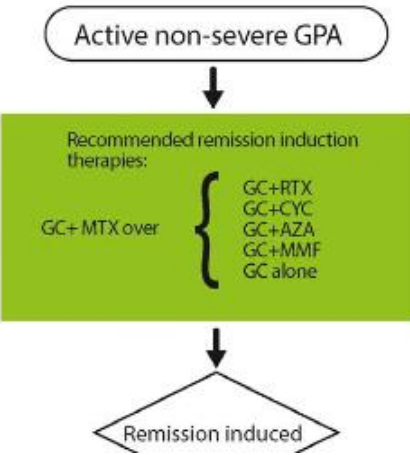 Active non-severe GPA
Recommended remission induction
therapies:
GC+ MTX over
GC+RTX
GC+CYC
GC+AZA
GC+MMF
GC alone
Remission induced